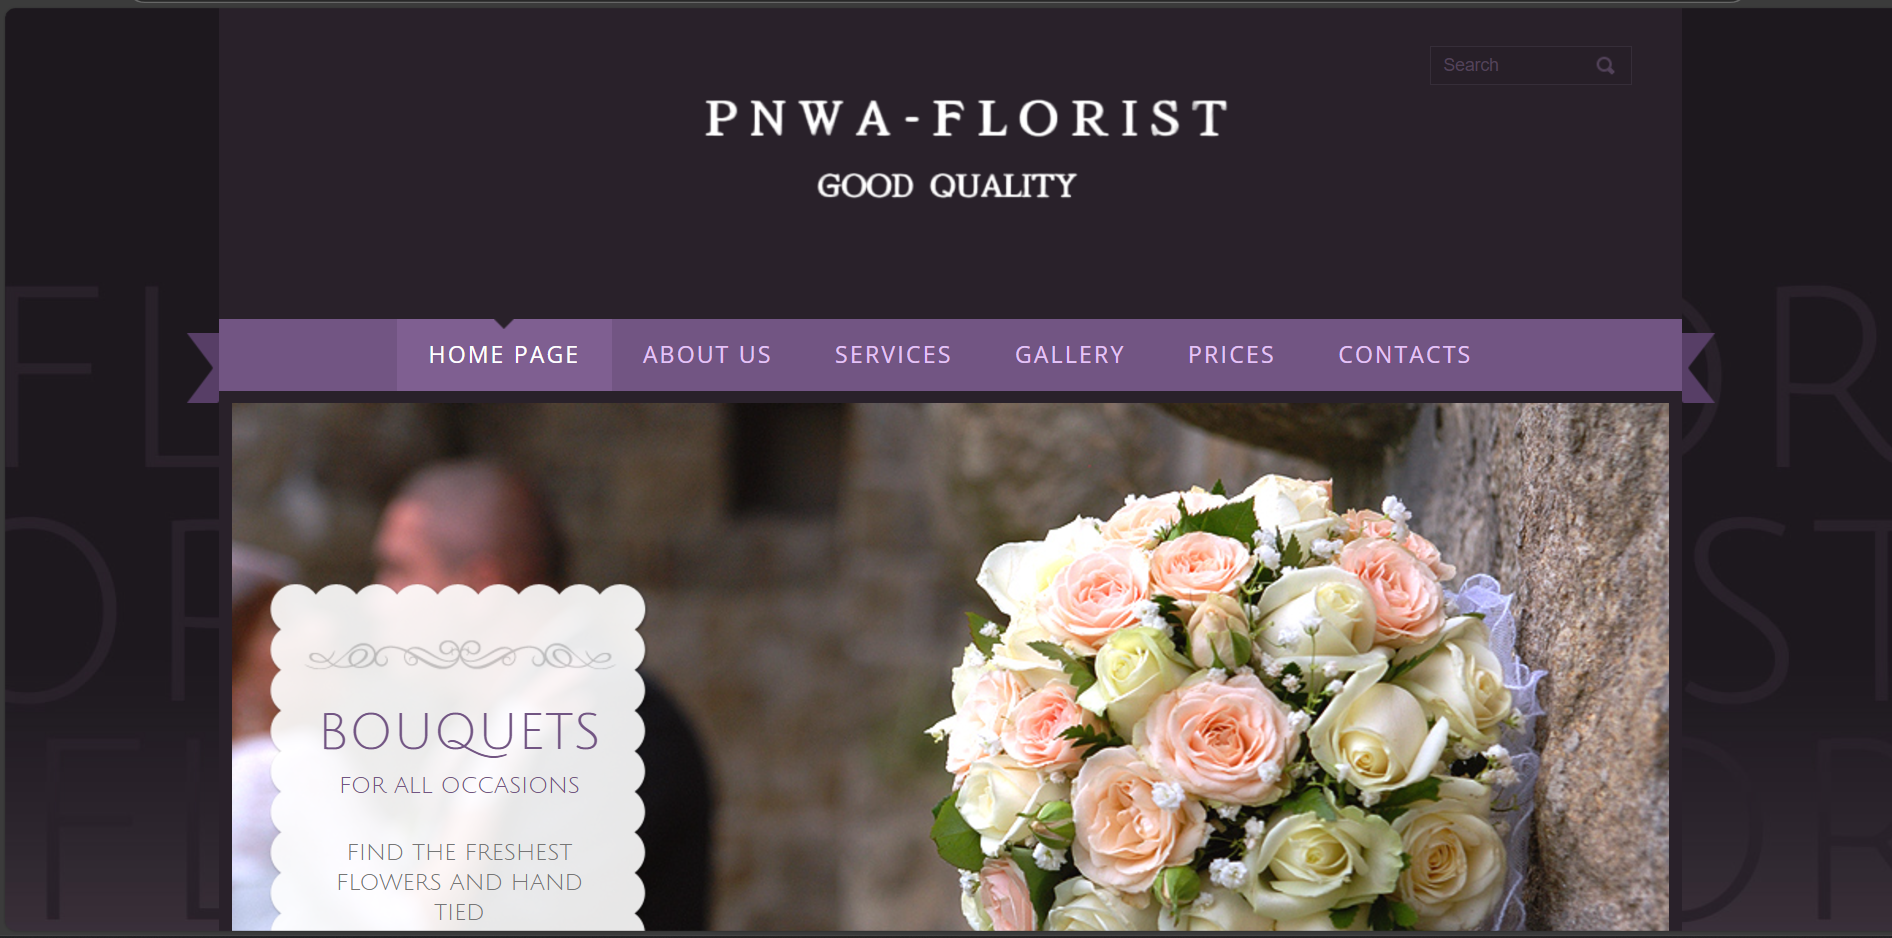 Search
PNWA-FLORIST
GOOD QUALITY
HOME PAGE ABOUT US SERVICES GALLERY PRICES CONTACTS
BOUQUETS
FOR ALL OCCASIONS
FIND THE FRESHEST
FLOWERS AND HAND
TIED